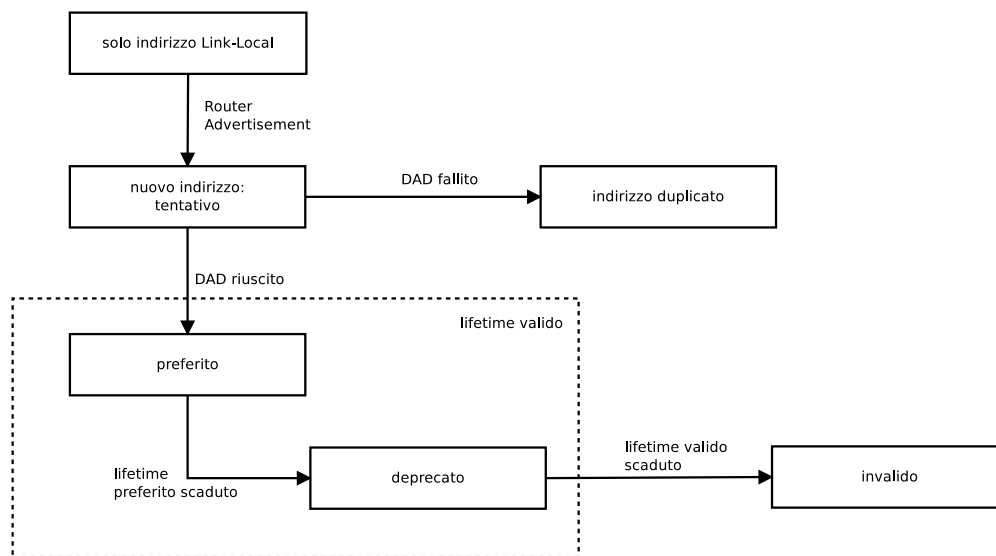 solo indirizzo Link-Local
Router
Advertisement
nuovo indirizzo:
tentativo
DAD fallito
indirizzo duplicato
DAD riuscito
lifetime valido
preferito
lifetime
preferito scaduto
deprecato
lifetime valido
scaduto
invalido